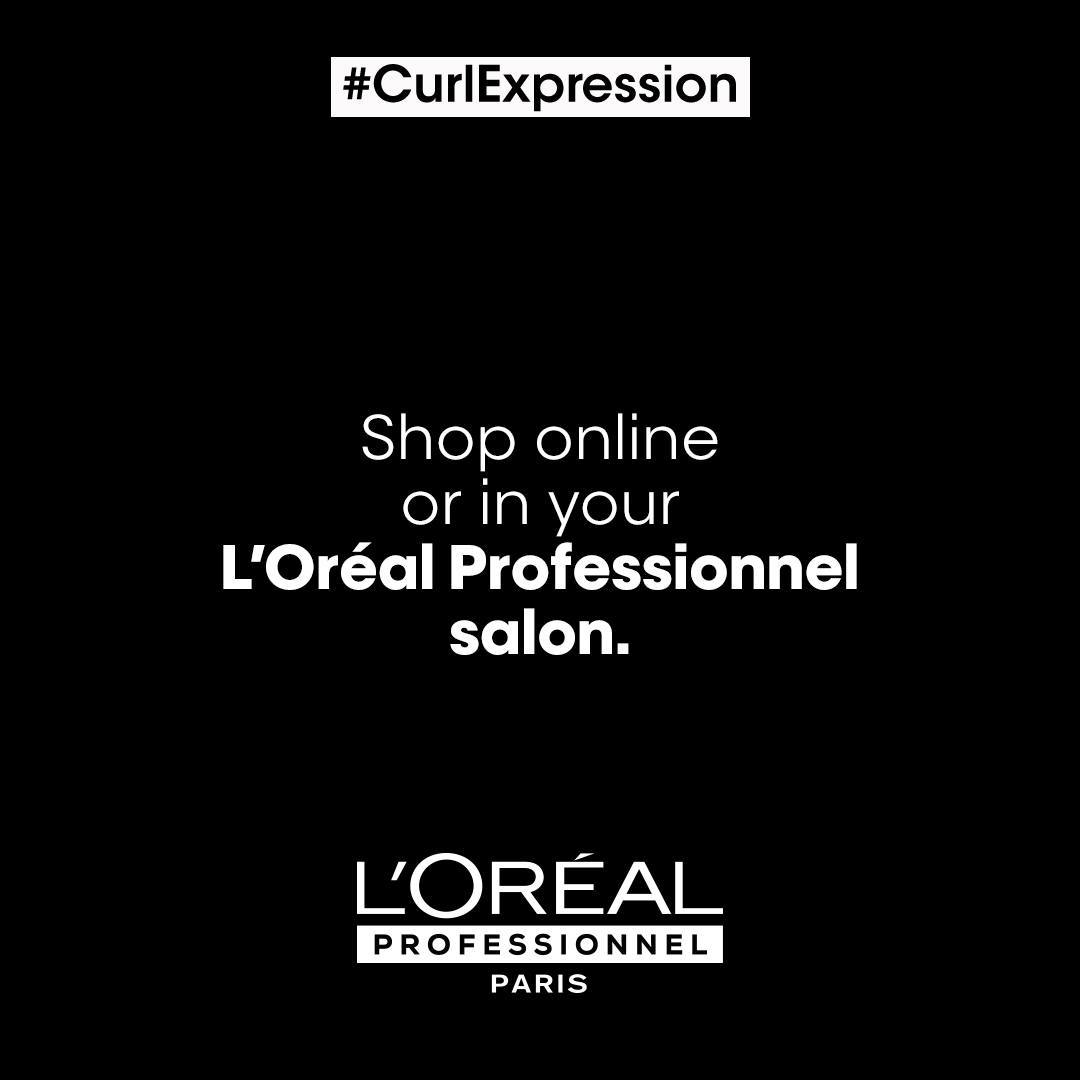 #CurlExpression
Shop online
or in your
L’Oréal Professionnel
salon.
L’ORÉAL
PROFESSIONNEL
PARIS